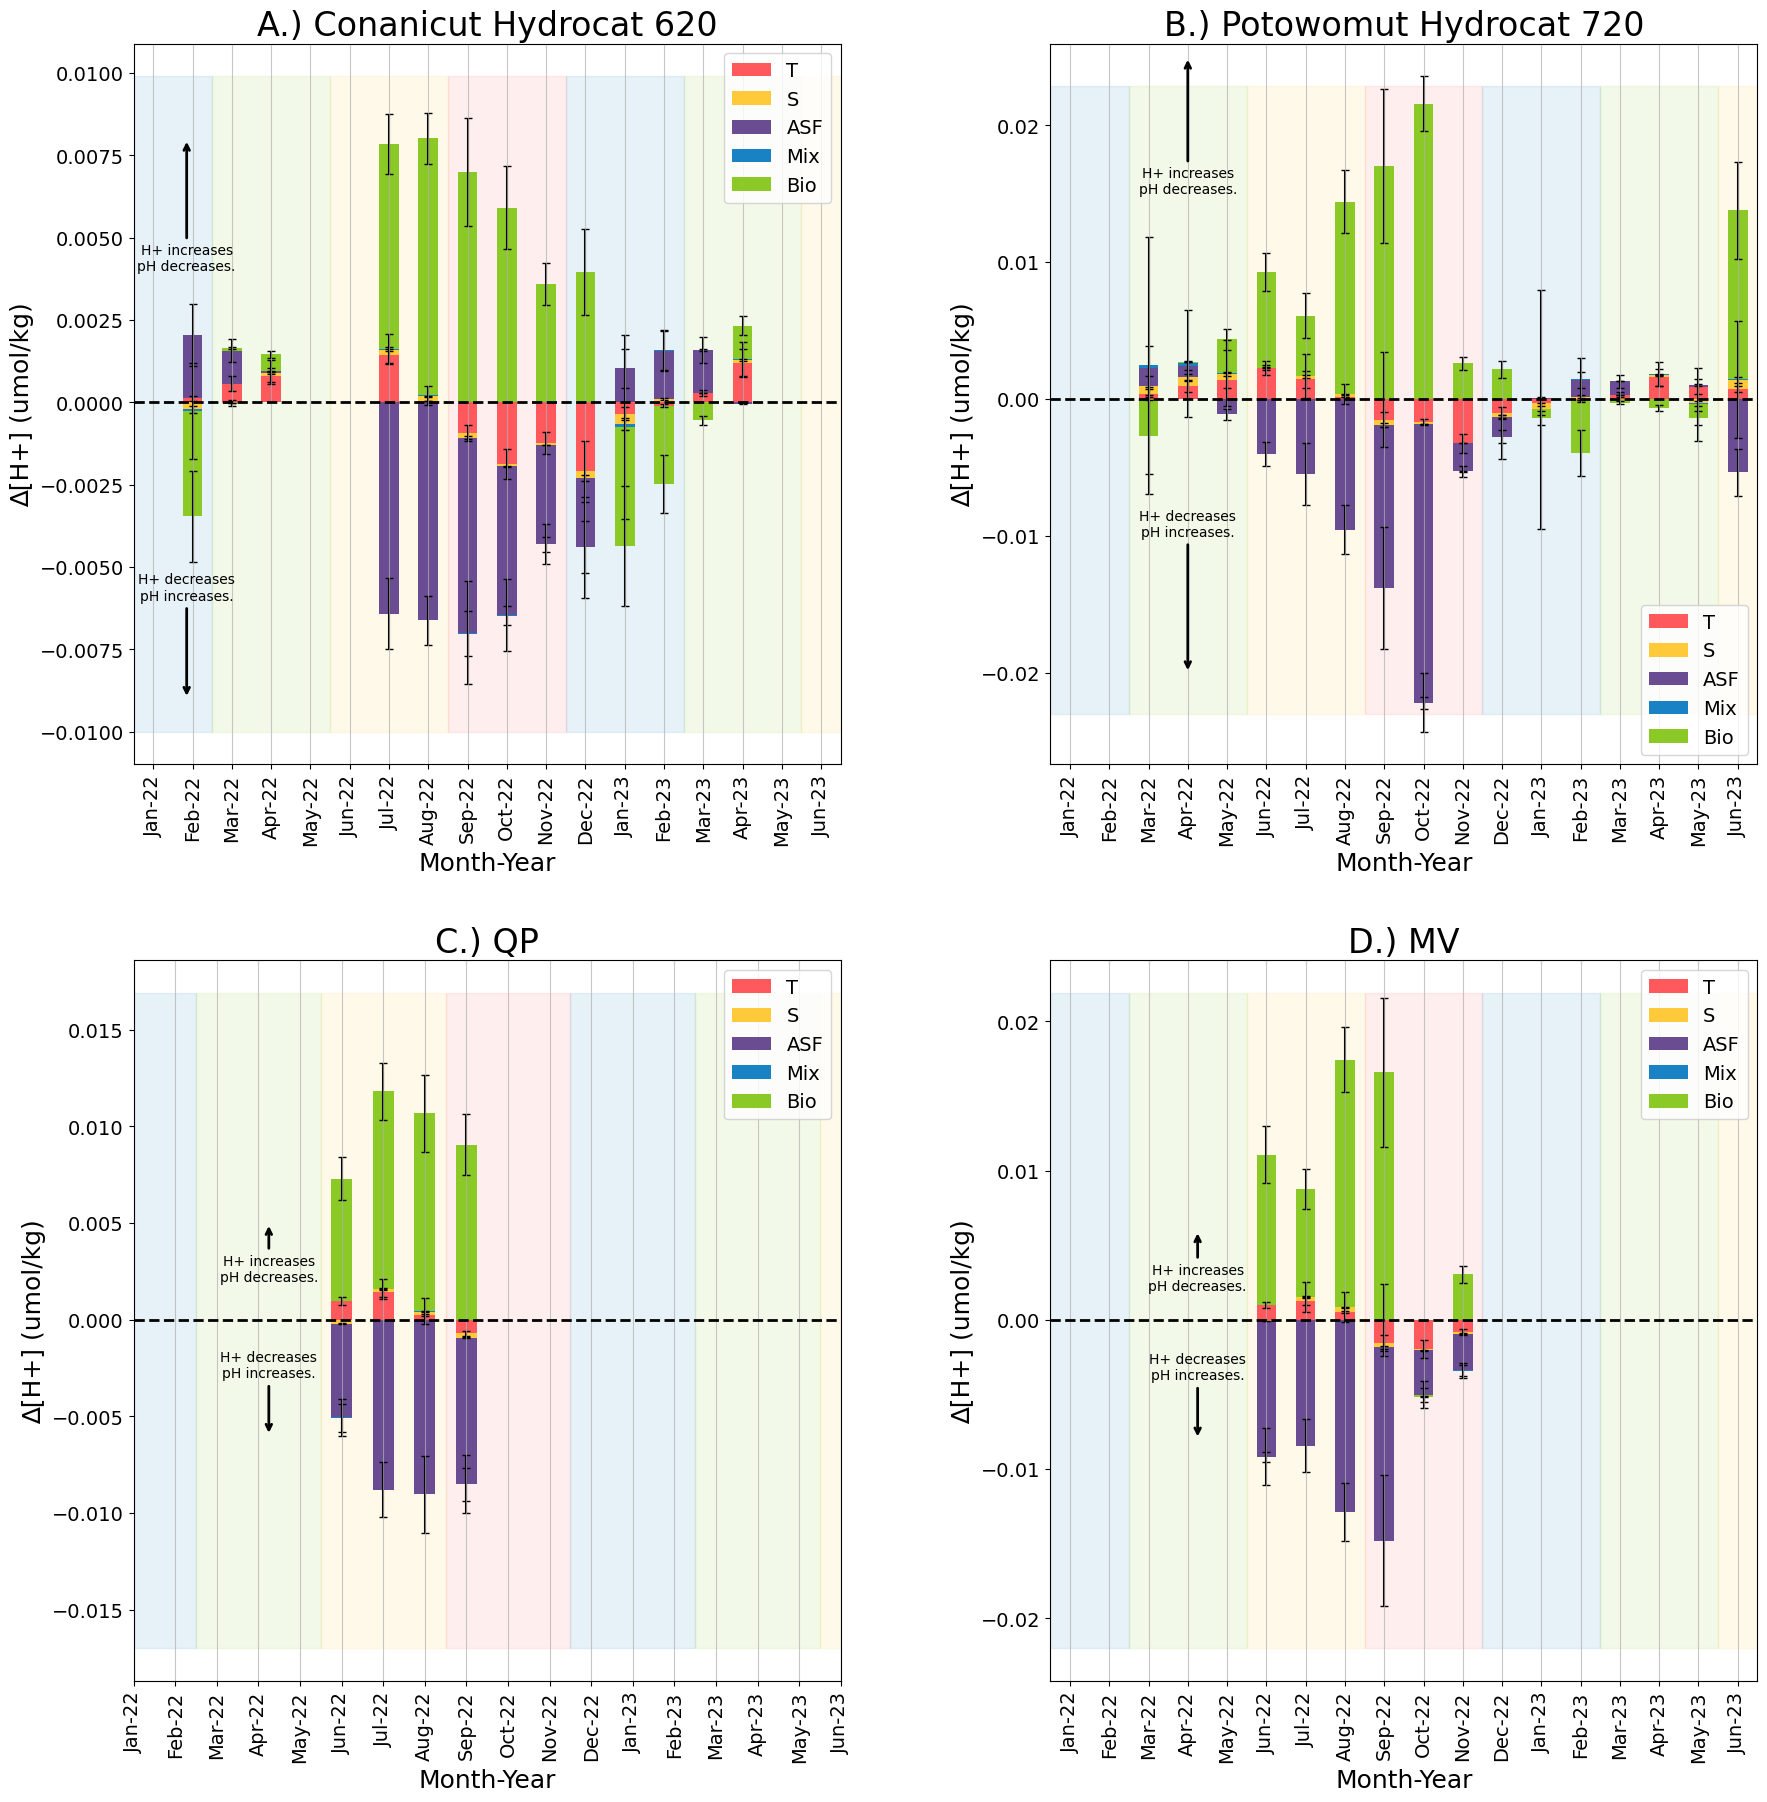 A.) Conanicut Hydrocat 620
Δ[H+] (umol/kg)
0.0100
0.0075
0.0050
0.0025
0.0000
−0.0025
−0.0050
−0.0075
−0.0100
H+ increases
pH decreases.
H+ decreases
pH increases.
T
S
ASF
Mix
Bio
Jan-22
Feb-22
Mar-22
Apr-22
May-22
Jun-22
Jul-22
Aug-22
Sep-22
Oct-22
Nov-22
Dec-22
Jan-23
Feb-23
Mar-23
Apr-23
May-23
Jun-23
Month-Year
B.) Potowomut Hydrocat 720
Δ[H+] (umol/kg)
0.02
0.01
0.00
−0.01
−0.02
H+ increases
pH decreases.
H+ decreases
pH increases.
T
S
ASF
Mix
Bio
Jan-22
Feb-22
Mar-22
Apr-22
May-22
Jun-22
Jul-22
Aug-22
Sep-22
Oct-22
Nov-22
Dec-22
Jan-23
Feb-23
Mar-23
Apr-23
May-23
Jun-23
Month-Year
C.) QP
Δ[H+] (umol/kg)
0.015
0.010
0.005
0.000
−0.005
−0.010
−0.015
H+ increases
pH decreases.
H+ decreases
pH increases.
T
S
ASF
Mix
Bio
Jan-22
Feb-22
Mar-22
Apr-22
May-22
Jun-22
Jul-22
Aug-22
Sep-22
Oct-22
Nov-22
Dec-22
Jan-23
Feb-23
Mar-23
Apr-23
May-23
Jun-23
Month-Year
D.) MV
Δ[H+] (umol/kg)
0.02
0.01
0.00
−0.01
−0.02
H+ increases
pH decreases.
H+ decreases
pH increases.
T
S
ASF
Mix
Bio
Jan-22
Feb-22
Mar-22
Apr-22
May-22
Jun-22
Jul-22
Aug-22
Sep-22
Oct-22
Nov-22
Dec-22
Jan-23
Feb-23
Mar-23
Apr-23
May-23
Jun-23
Month-Year